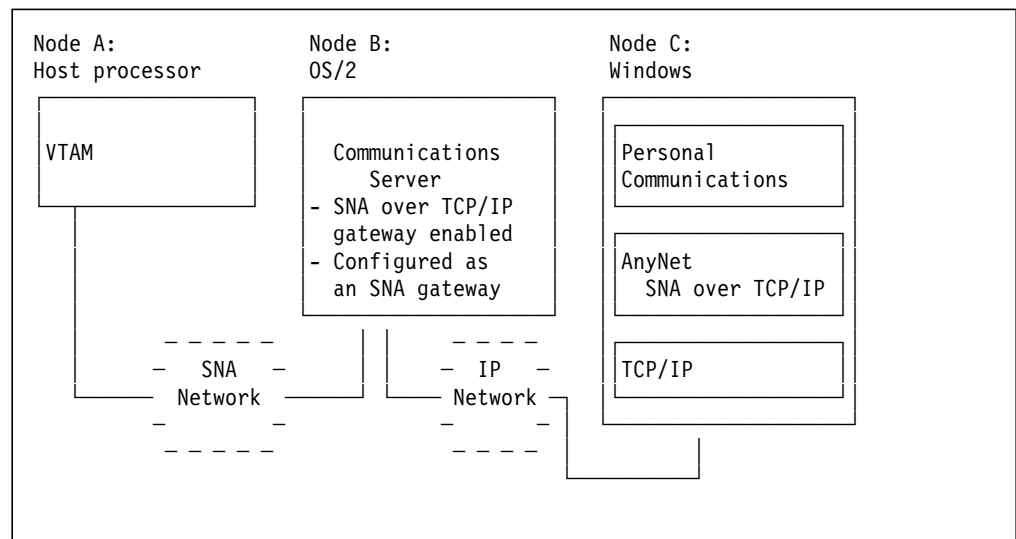 Node A:
Host processor
VTAM
Node B:
OS/2
Communications
Server
- SNA over TCP/IP
gateway enabled
- Configured as
an SNA gateway
Node C:
Windows
Personal
Communications
AnyNet
SNA over TCP/IP
TCP/IP
SNA
Network
IP
Network